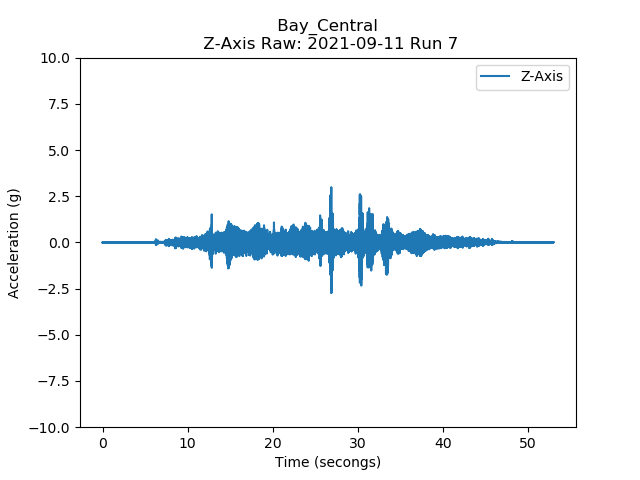 Bay_Central
Z-Axis Raw: 2021-09-11 Run 7
Z-Axis
Acceleration (g)
10.0
7.5
5.0
2.5
0.0
−2.5
−5.0
−7.5
−10.0
0 10 20 30 40 50
Time (secongs)